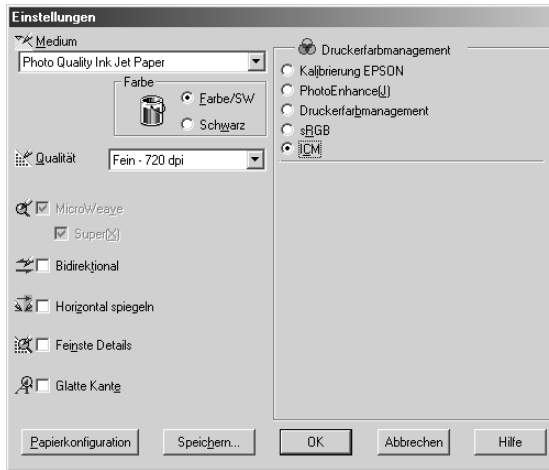 Einstellungen
Medium
Photo Quality Ink Jet Paper
Farbe
Farbe/SW
Schwarz
Qualität
Fein - 720 dpi
MicroWeave
Super(X)
Bidirektional
Horizontal spiegeln
Feinste Details
Glatte Kante
Druckerfarbmanagement
Kalibrierung EPSON
PhotoEnhance(J)
Druckerfarbmanagement
sRGB
ICM
Papierkonfiguration
Speichern...
OK
Abbrechen
Hilfe